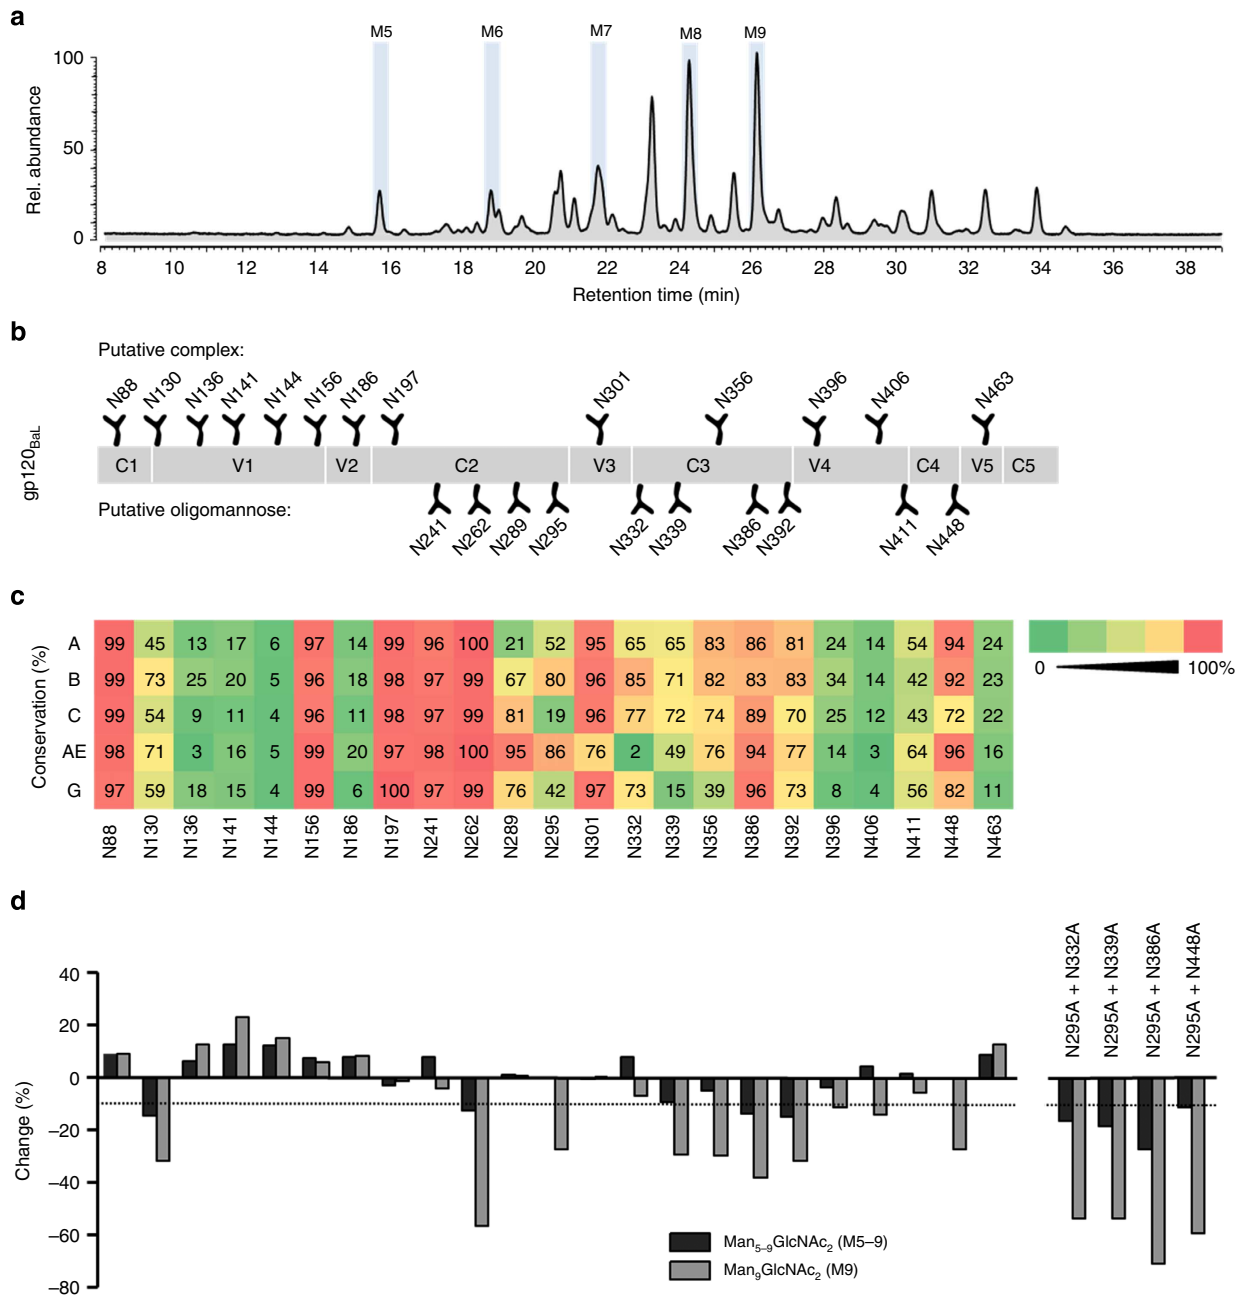 a
M5 M6 M7 M8 M9
100
50
0
Rel. abundance
8 10 12 14 16 18 20 22 24 26 28 30 32 34 36 38
Retention time (min)
b
Putative complex:
N88 N130 N136 N141 N144 N156 N186 N197 N301 N356 N396 N406 N463
gp120BaL
C1 V1 V2 C2 V3 C3 V4 C4 V5 C5
Putative oligomannose:
N241 N262 N289 N295 N332 N339 N386 N392 N411 N448
c
Conservation (%)
A 99 45 13 17 6 97 14 99 96 100 21 52 95 65 65 83 86 81 24 14 54 94 24
B 99 73 25 20 5 96 18 98 97 99 67 80 96 85 71 82 83 83 34 14 42 92 23
C 99 54 9 11 4 96 11 98 97 99 81 19 96 77 72 74 89 70 25 12 43 72 22
AE 98 71 3 16 5 99 20 97 98 100 95 86 76 2 49 76 94 77 14 3 64 96 16
G 97 59 18 15 4 99 6 100 97 99 76 42 97 73 15 39 96 73 8 4 56 82 11
N88 N130 N136 N141 N144 N156 N186 N197 N241 N262 N289 N295 N301 N332 N339 N356 N386 N392 N396 N406 N411 N448 N463
0 100%
d
N295A + N332A
N295A + N339A
N295A + N386A
N295A + N448A
40
20
0
–20
–40
–60
–80
Change (%)
Man5–9GlcNAc2 (M5–9)
Man9GlcNAc2 (M9)